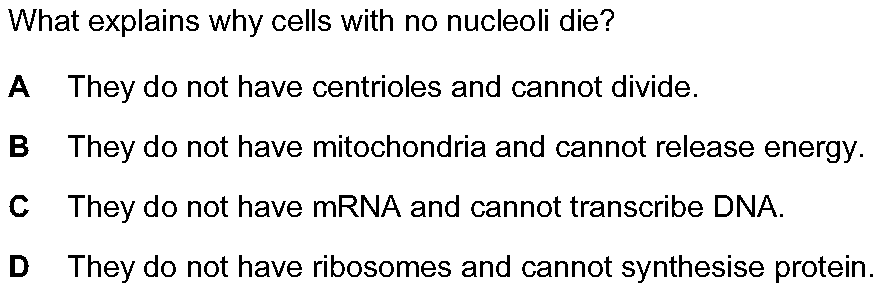 What explains why cells with no nucleoli die?
A They do not have centrioles and cannot divide.
B They do not have mitochondria and cannot release energy.
C They do not have mRNA and cannot transcribe DNA.
D They do not have ribosomes and cannot synthesise protein.